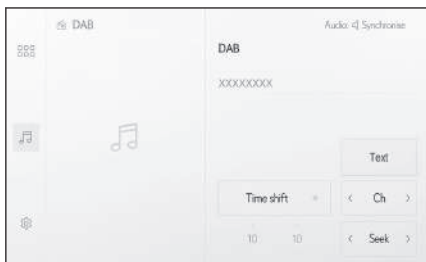 DAB
Audio: Synchronise
DAB
XXXXXXXX
Text
Time shift
< Ch >
10 10
< Seek >